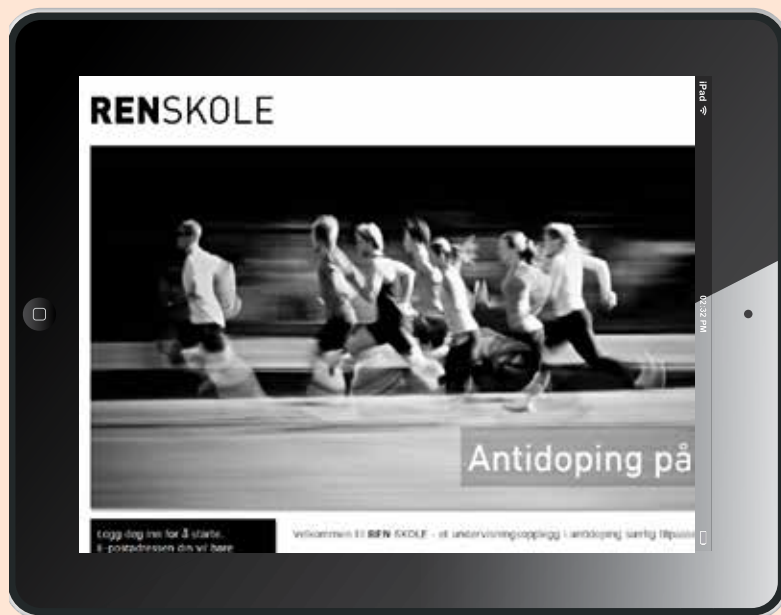 RENSKOLE
iPad
02:32 PM
Antidoping på
Logg deg inn for å starte.
E-postadressen din vil bare
Velkommen til REN SKOLE - et undervisningsopplegg i antidoping særlig